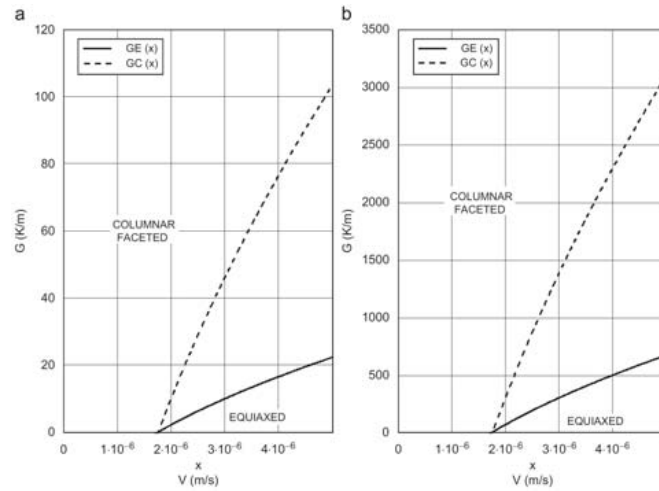 a
120
100
80
60
40
20
0
G (K/m)
GE (x)
GC (x)
COLUMNAR
FACETED
EQUIAXED
0
1·10⁻⁶
2·10⁻⁶
3·10⁻⁶
4·10⁻⁶
x
V (m/s)
b
3500
3000
2500
2000
1500
1000
500
0
G (K/m)
GE (x)
GC (x)
COLUMNAR
FACETED
EQUIAXED
0
1·10⁻⁶
2·10⁻⁶
3·10⁻⁶
4·10⁻⁶
x
V (m/s)